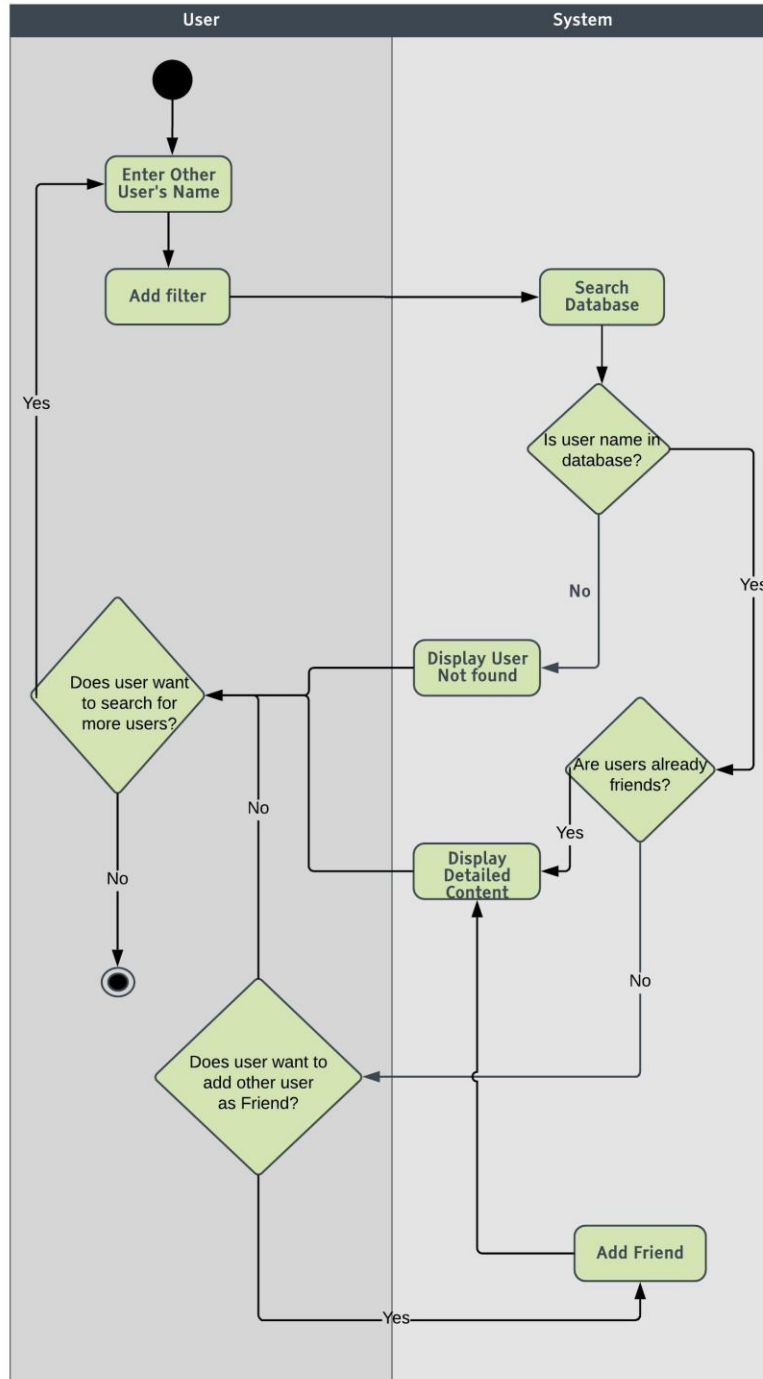 User
System
Enter Other
User's Name
Add filter
Search
Database
Yes
Is user name in
database?
No
Yes
Display User
Not found
Does user want
to search for
more users?
Are users already
friends?
No
Yes
Display
Detailed
Content
No
No
Does user want to
add other user
as Friend?
Add Friend
Yes